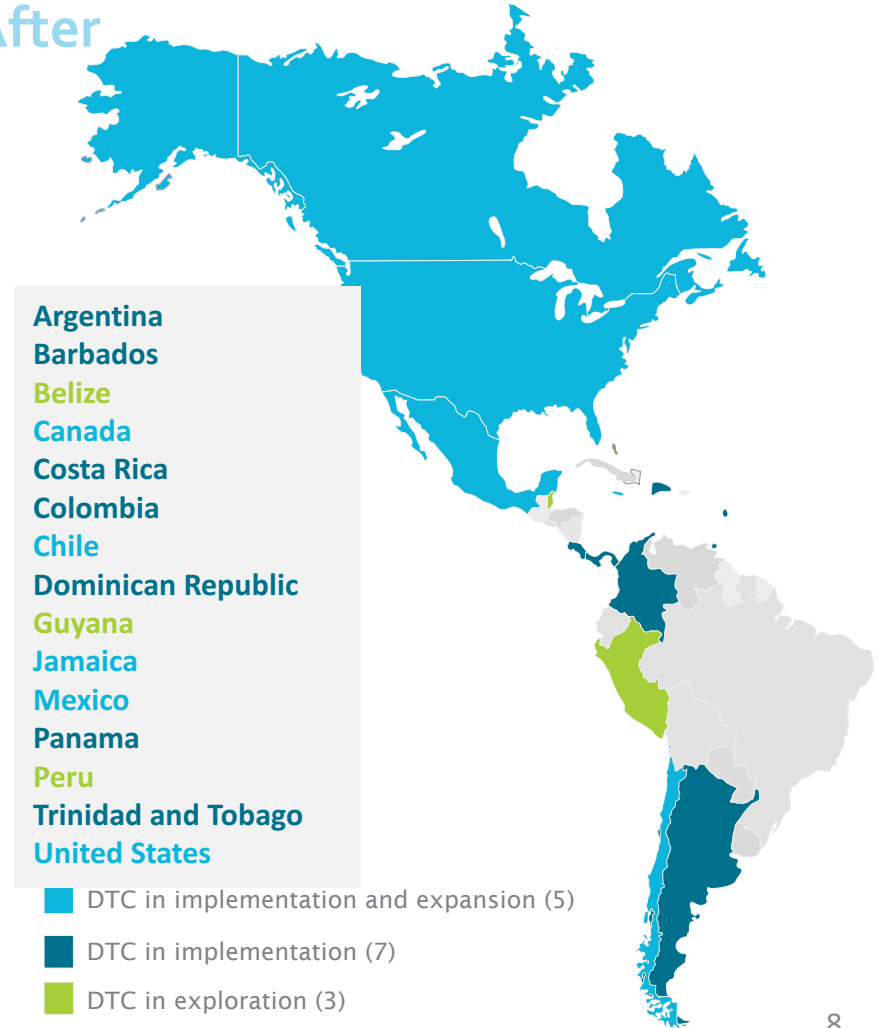 After
Argentina
Barbados
Belize
Canada
Costa Rica
Colombia
Chile
Dominican Republic
Guyana
Jamaica
Mexico
Panama
Peru
Trinidad and Tobago
United States
DTC in implementation and expansion (5)
DTC in implementation (7)
DTC in exploration (3)
8